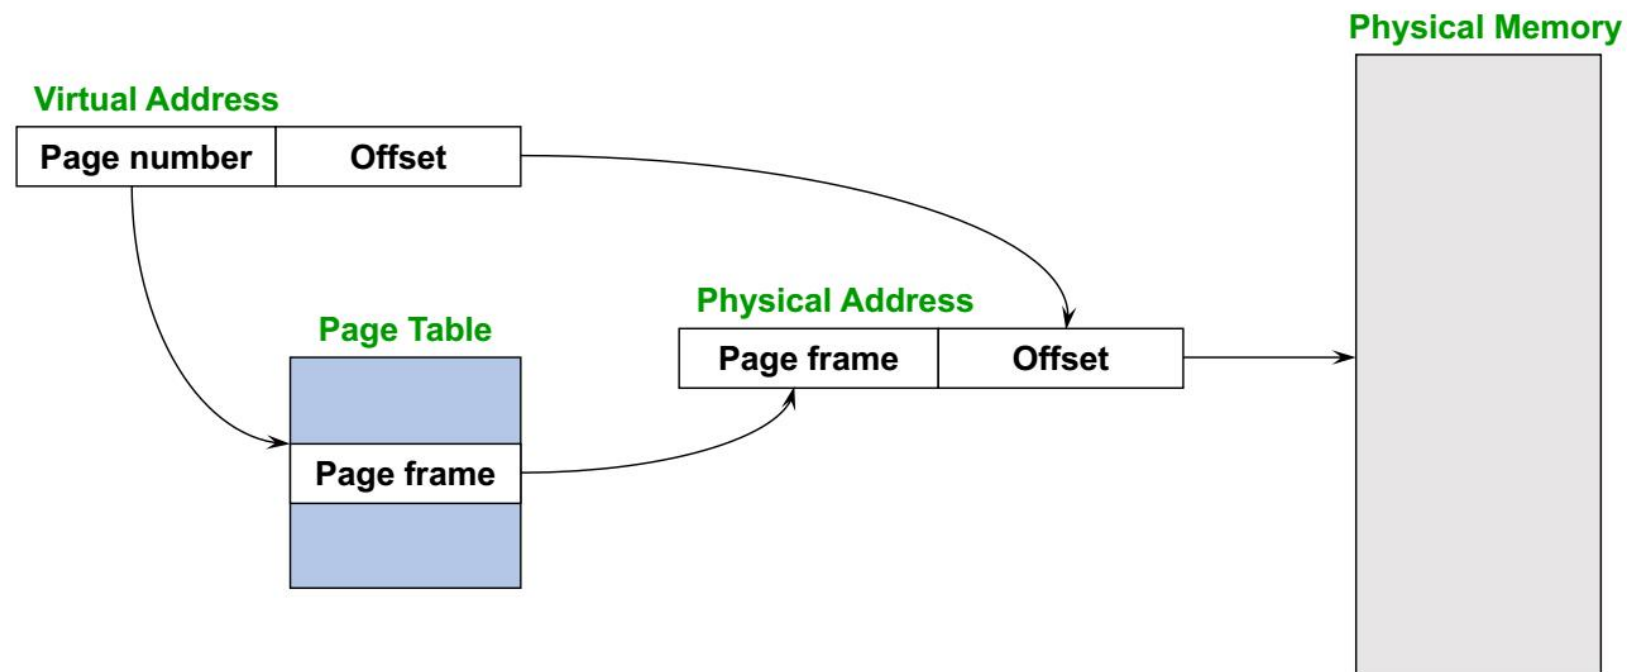 Physical Memory
Virtual Address
Page number Offset
Physical Address
Page Table
Page frame Offset
Page frame